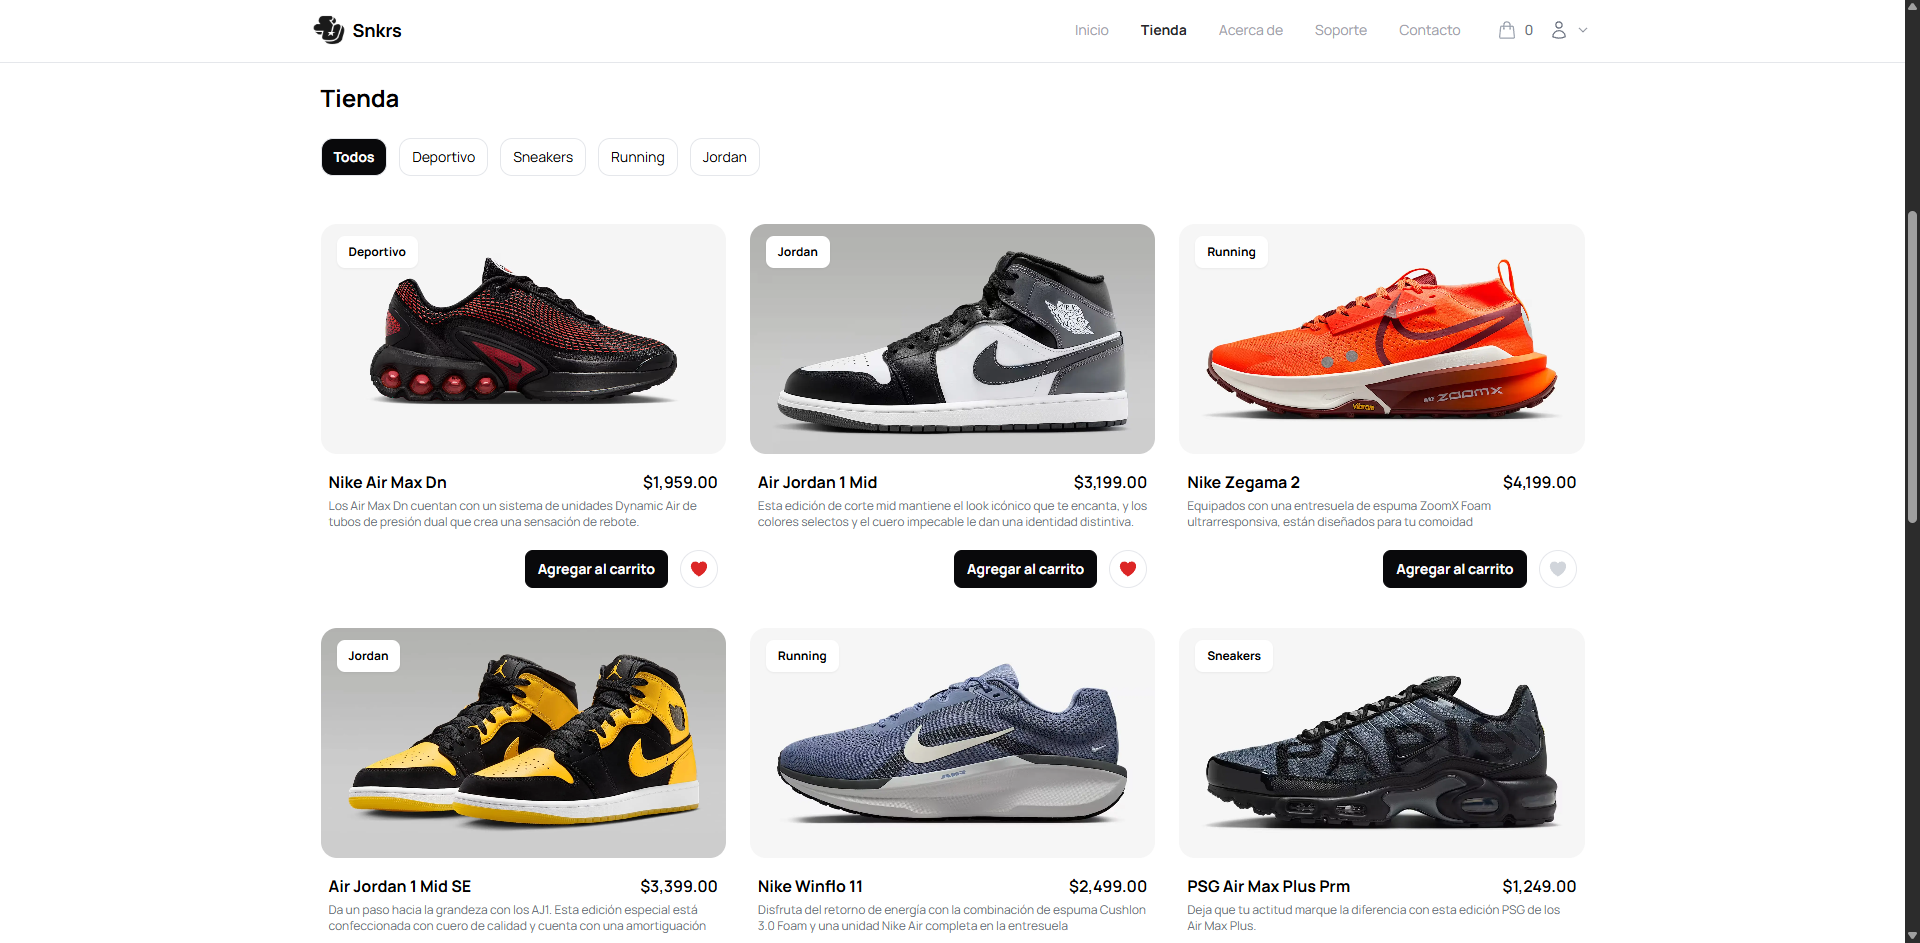 Snkrs
Inicio
Tienda
Acerca de
Soporte
Contacto
0
Tienda
Todos
Deportivo
Sneakers
Running
Jordan
Deportivo
Jordan
Running
vibram
ZOOMX
Nike Air Max Dn
$1,959.00
Los Air Max Dn cuentan con un sistema de unidades Dynamic Air de
tubos de presión dual que crea una sensación de rebote.
Agregar al carrito
Air Jordan 1 Mid
$3,199.00
Esta edición de corte mid mantiene el look icónico que te encanta, y los
colores selectos y el cuero impecable le dan una identidad distintiva.
Agregar al carrito
Nike Zegama 2
$4,199.00
Equipados con una entresuela de espuma ZoomX Foam
ultrarresponsiva, están diseñados para tu comoidad
Agregar al carrito
Jordan
Running
Sneakers
PARIS
Air Jordan 1 Mid SE
$3,399.00
Da un paso hacia la grandeza con los AJ1. Esta edición especial está
confeccionada con cuero de calidad y cuenta con una amortiguación
Nike Winflo 11
$2,499.00
Disfruta del retorno de energía con la combinación de espuma Cushlon
3.0 Foam y una unidad Nike Air completa en la entresuela
PSG Air Max Plus Prm
$1,249.00
Deja que tu actitud marque la diferencia con esta edición PSG de los
Air Max Plus.